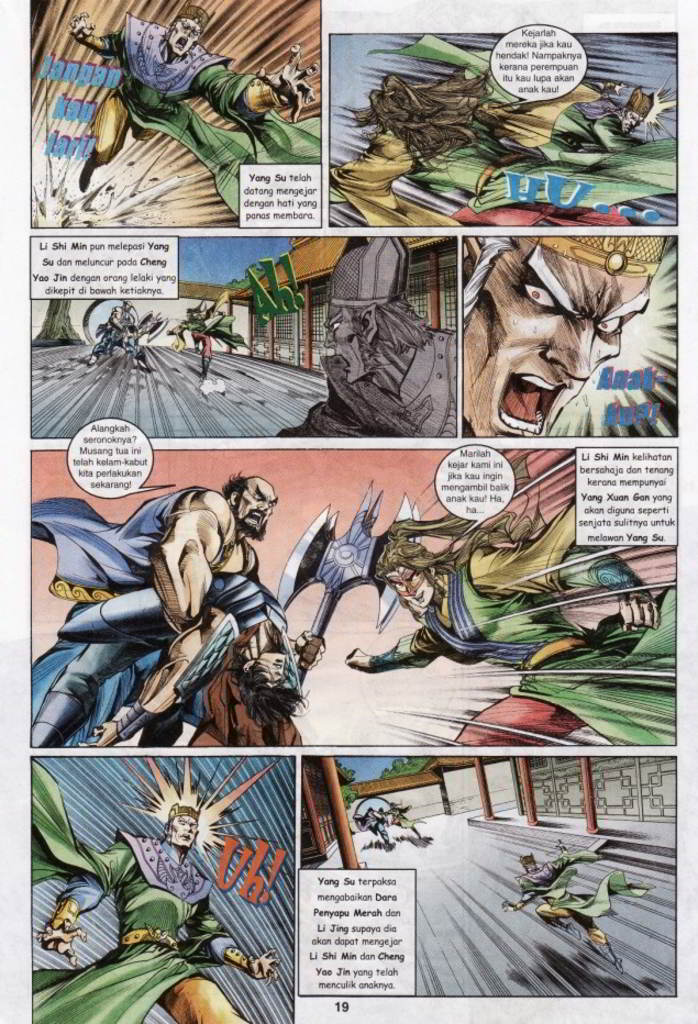 Jangan
kau
lari!
Yang Su telah
datang mengejar
dengan hati yang
panas membara.
Kejarlah
mereka jika kau
hendak! Nampaknya
kerana perempuan
itu kau lupa akan
anak kau!
HU...
Li Shi Min pun melepasi Yang
Su dan meluncur pada Cheng
Yao Jin dengan orang lelaki yang
dikepit di bawah ketiaknya.
Ah!
Anak-
kua!
Alangkah
seronoknya?
Musang tua ini
telah kelam-kabut
kita perlakukan
sekarang!
Marilah
kejar kami ini
jika kau ingin
mengambil balik
anak kau! Ha,
ha...
Li Shi Min kelihatan
bersahaja dan tenang
kerana mempunyai
Yang Xuan Gan yang
akan diguna seperti
senjata sulitnya untuk
melawan Yang Su.
Uh!
Yang Su terpaksa
mengabaikan Dara
Penyapu Merah dan
Li Jing supaya dia
akan dapat mengejar
Li Shi Min dan Cheng
Yao Jin yang telah
menculik anaknya.
19